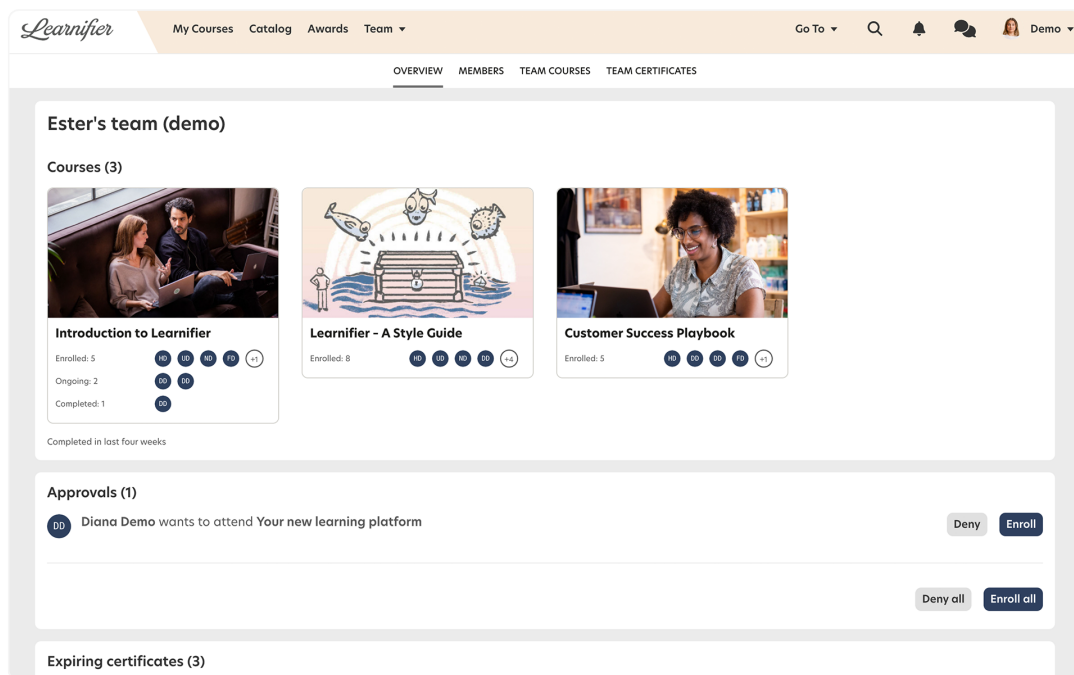 Learnifier
My Courses Catalog Awards Team Go To Demo
OVERVIEW MEMBERS TEAM COURSES TEAM CERTIFICATES
Ester's team (demo)
Courses (3)
Introduction to Learnifier
Enrolled: 5 HD UD ND FD +1
Ongoing: 2 DD DD
Completed: 1 DD
Learnifier – A Style Guide
Enrolled: 8 HD UD ND DD +4
Customer Success Playbook
Enrolled: 5 HD DD DD FD +1
Completed in last four weeks
Approvals (1)
DD Diana Demo wants to attend Your new learning platform Deny Enroll
Deny all Enroll all
Expiring certificates (3)